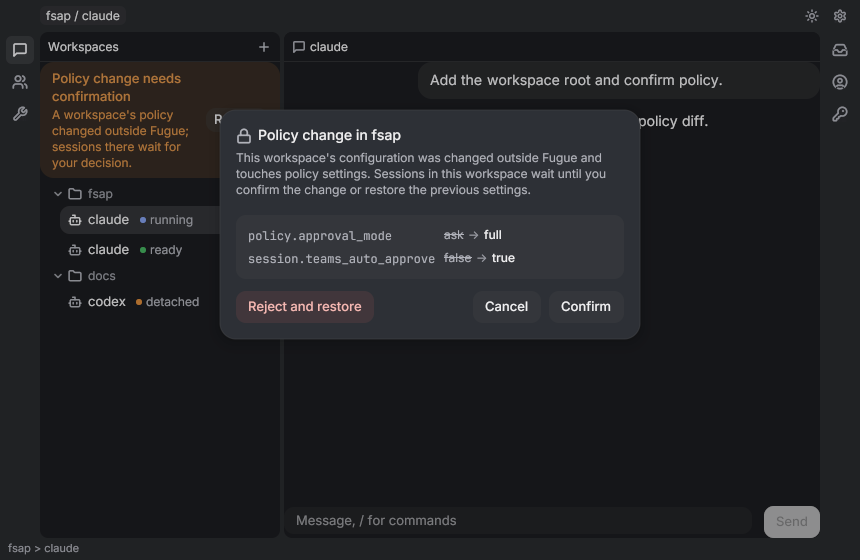 fsap / claude
Workspaces
claude
Policy change needs
confirmation
A workspace's policy
changed outside Fugue;
sessions there wait for
your decision.
R
Add the workspace root and confirm policy.
policy diff.
Policy change in fsap
This workspace's configuration was changed outside Fugue and
touches policy settings. Sessions in this workspace wait until you
confirm the change or restore the previous settings.
policy.approval_mode ask → full
session.teams_auto_approve false → true
Reject and restore Cancel Confirm
fsap
claude running
claude ready
docs
codex detached
Message, / for commands
Send
fsap > claude